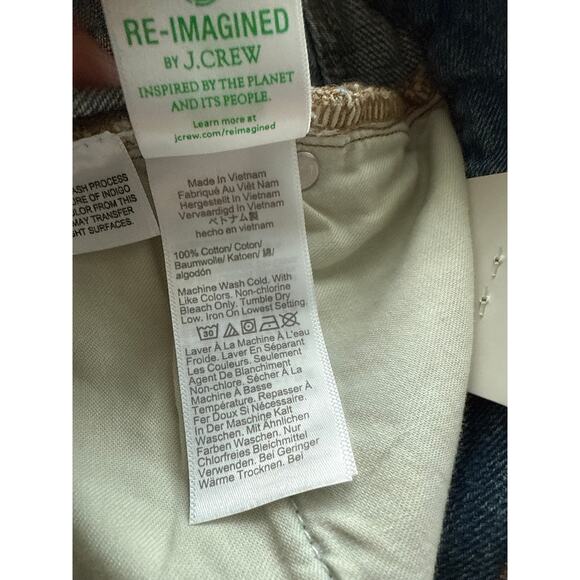 RE-IMAGINED
BY J.CREW
INSPIRED BY THE PLANET
AND ITS PEOPLE.
Learn more at
jcrew.com/reimagined
ASH PROCESS
URE OF INDIGO
OLOR FROM THIS
MAY TRANSFER
HT SURFACES.
Made in Vietnam
Fabriqué Au Viêt Nam
Hergestellt In Vietnam
Vervaardigd In Vietnam
ベトナム製
hecho en vietnam
100% Cotton/ Coton/
Baumwolle/ Katoen/ 綿/
algodón
Machine Wash Cold. With
Like Colors. Non-chlorine
Bleach Only. Tumble Dry
Low. Iron On Lowest Setting.
30
Laver À La Machine À L'eau
Froide. Laver En Séparant
Les Couleurs. Seulement
Agent De Blanchiment
Non-chlore. Sécher À La
Machine À Basse
Température. Repasser À
Fer Doux Si Nécessaire.
In Der Maschine Kalt
Waschen. Mit Ähnlichen
Farben Waschen. Nur
Chlorfreies Bleichmittel
Verwenden. Bei Geringer
Wärme Trocknen. Bei